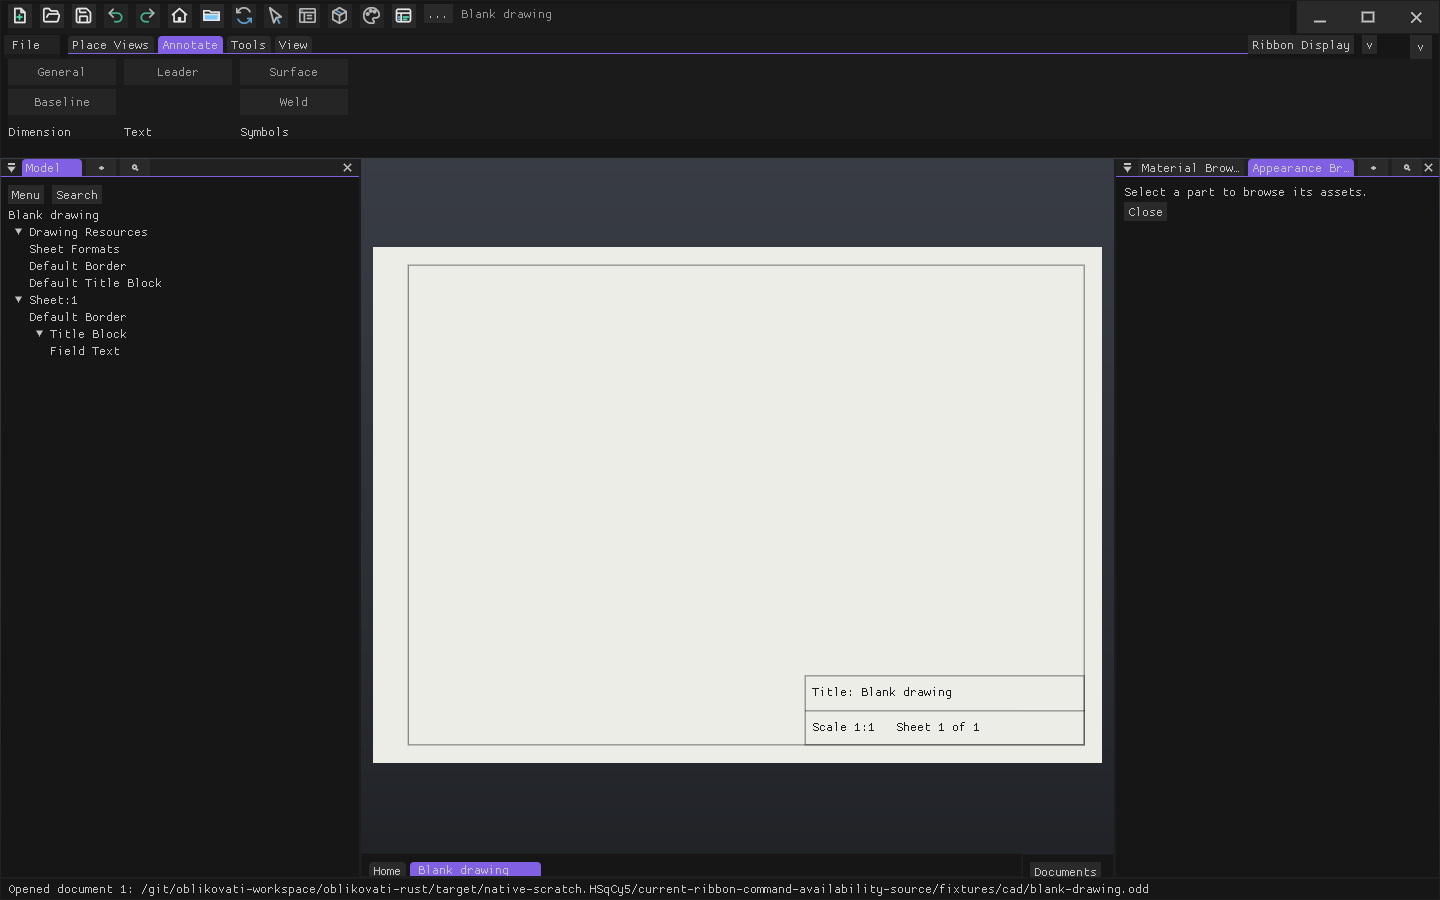 ... Blank drawing
File Place Views Annotate Tools View Ribbon Display v v
General Leader Surface
Baseline Weld
Dimension Text Symbols
Model
Menu Search
Blank drawing
Drawing Resources
Sheet Formats
Default Border
Default Title Block
Sheet:1
Default Border
Title Block
Field Text
Title: Blank drawing
Scale 1:1 Sheet 1 of 1
Material Brow… Appearance Br…
Select a part to browse its assets.
Close
Home Blank drawing Documents
Opened document 1: /git/oblikovati-workspace/oblikovati-rust/target/native-scratch.HSqCy5/current-ribbon-command-availability-source/fixtures/cad/blank-drawing.odd